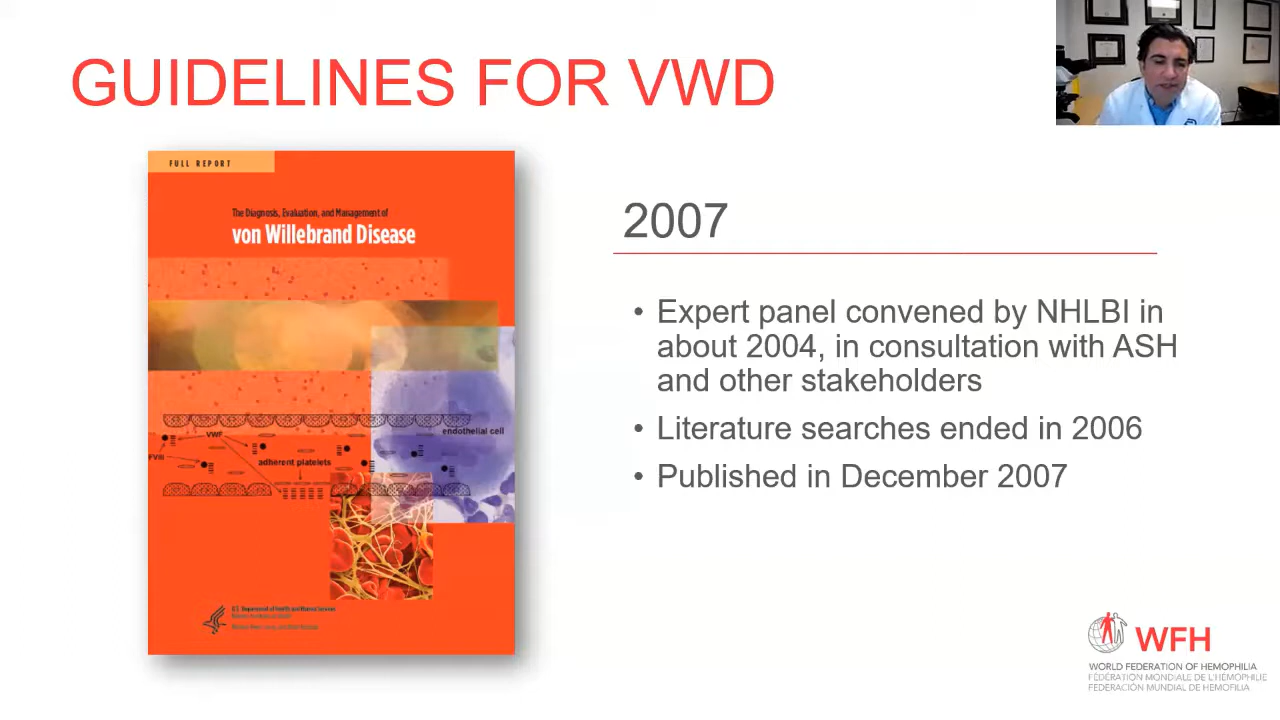 GUIDELINES FOR VWD
FULL REPORT
The Diagnosis, Evaluation, and Management of
von Willebrand Disease
VWF
endothelial cell
FVIII
adherent platelets
U.S. Department of Health and Human Services
2007
• Expert panel convened by NHLBI in
about 2004, in consultation with ASH
and other stakeholders
• Literature searches ended in 2006
• Published in December 2007
WFH
WORLD FEDERATION OF HEMOPHILIA
FÉDÉRATION MONDIALE DE L'HÉMOPHILIE
FEDERACIÓN MUNDIAL DE HEMOFILIA